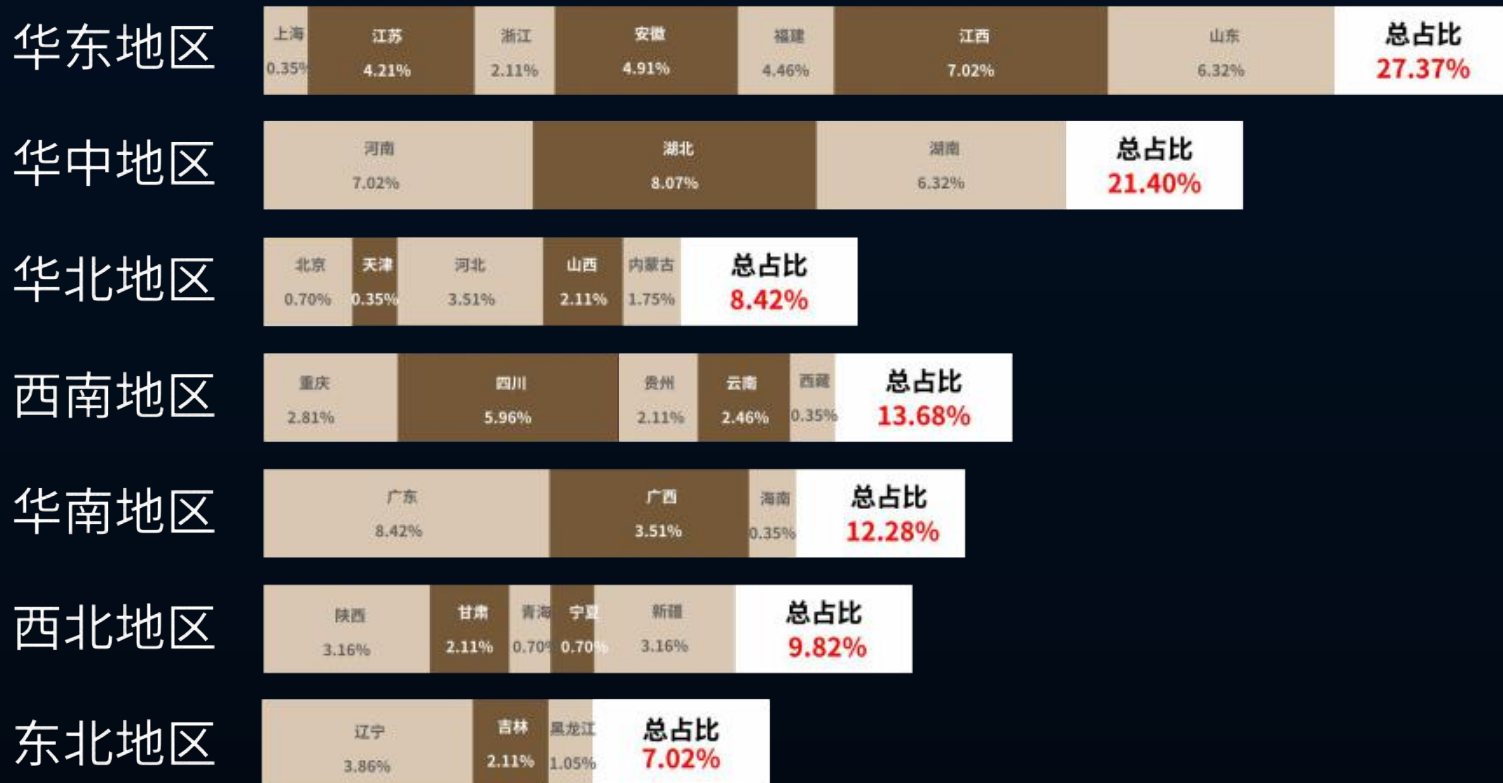 华东地区
上海 江苏 浙江 安徽 福建 江西 山东 总占比
0.35% 4.21% 2.11% 4.91% 4.46% 7.02% 6.32% 27.37%
华中地区
河南 湖北 湖南 总占比
7.02% 8.07% 6.32% 21.40%
华北地区
北京 天津 河北 山西 内蒙古 总占比
0.70% 0.35% 3.51% 2.11% 1.75% 8.42%
西南地区
重庆 四川 贵州 云南 西藏 总占比
2.81% 5.96% 2.11% 2.46% 0.35% 13.68%
华南地区
广东 广西 海南 总占比
8.42% 3.51% 0.35% 12.28%
西北地区
陕西 甘肃 青海 宁夏 新疆 总占比
3.16% 2.11% 0.70% 0.70% 3.16% 9.82%
东北地区
辽宁 吉林 黑龙江 总占比
3.86% 2.11% 1.05% 7.02%